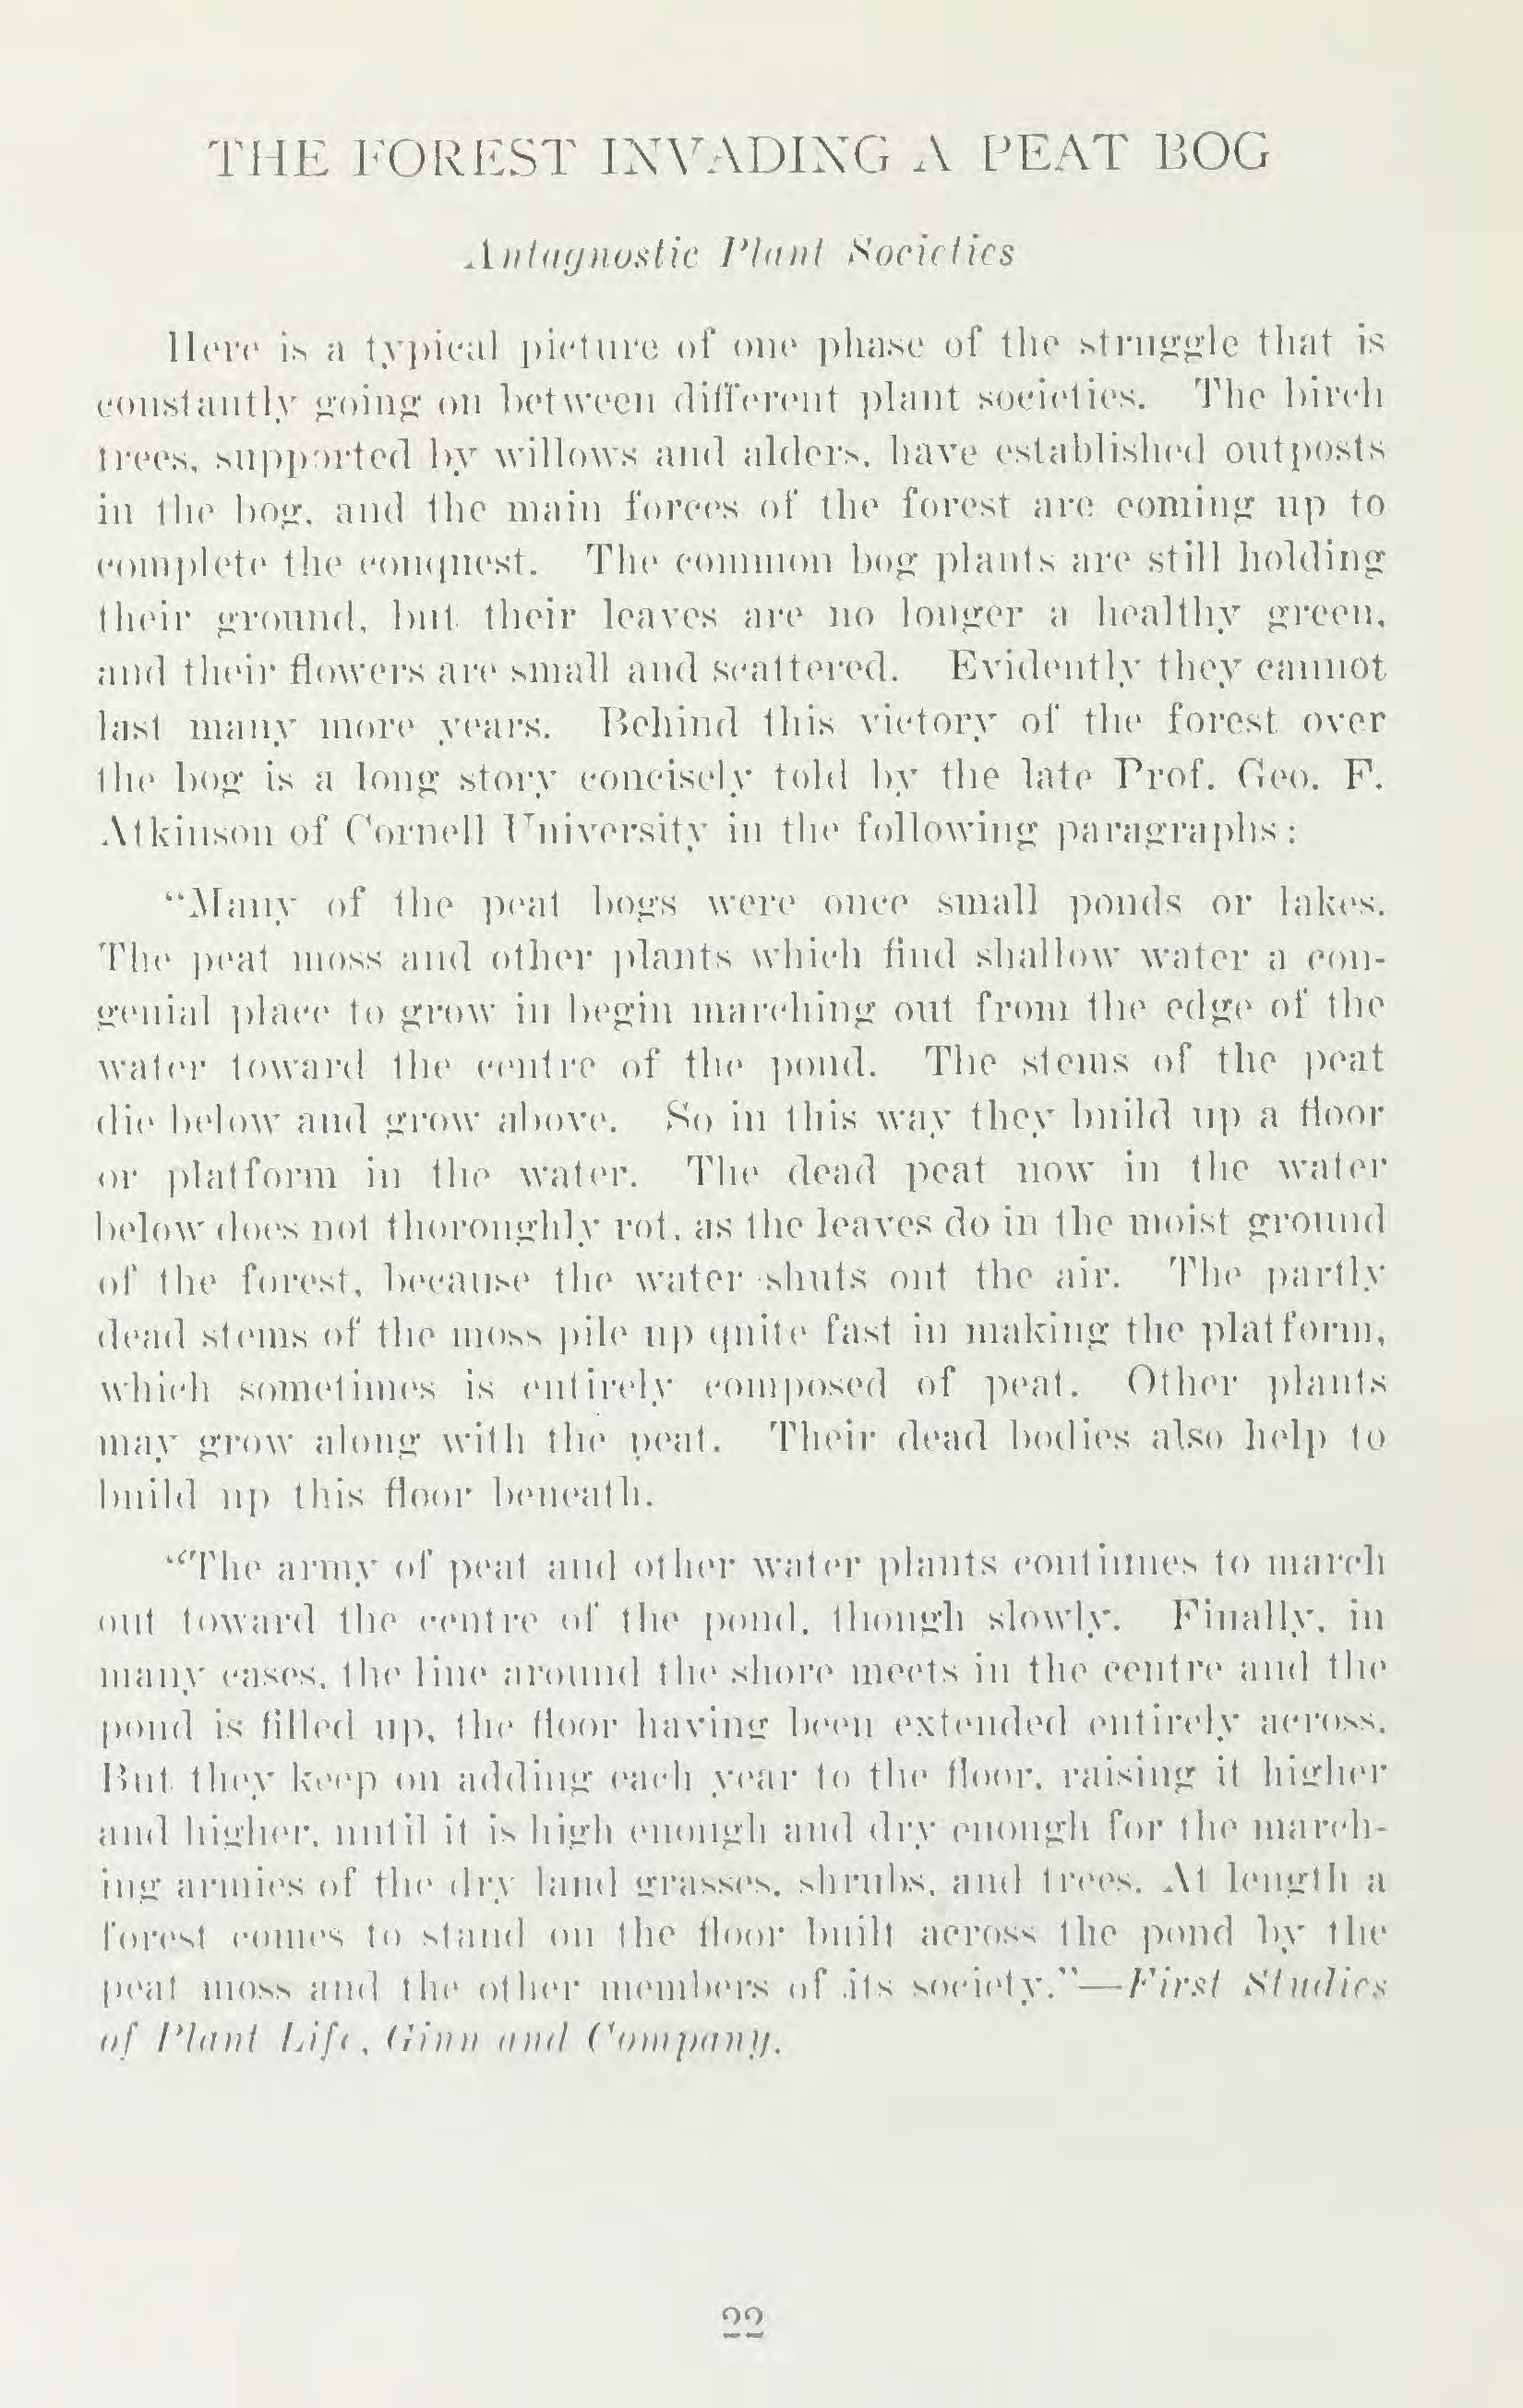 THE FOREST INVADING A PEAT BOG
Antagnostic Plant Societies
Here is a typical picture of one phase of the struggle that is
constantly going on between different plant societies. The birch
trees, supported by willows and alders, have established outposts
in the bog, and the main forces of the forest are coming up to
complete the conquest. The common bog plants are still holding
their ground, but their leaves are no longer a healthy green,
and their flowers are small and scattered. Evidently they cannot
last many more years. Behind this victory of the forest over
the bog is a long story concisely told by the late Prof. Geo. F.
Atkinson of Cornell University in the following paragraphs:
"Many of the peat bogs were once small ponds or lakes.
The peat moss and other plants which find shallow water a con-
genial place to grow in begin marching out from the edge of the
water toward the centre of the pond. The stems of the peat
die below and grow above. So in this way they build up a floor
or platform in the water. The dead peat now in the water
below does not thoroughly rot, as the leaves do in the moist ground
of the forest, because the water shuts out the air. The partly
dead stems of the moss pile up quite fast in making the platform,
which sometimes is entirely composed of peat. Other plants
may grow along with the peat. Their dead bodies also help to
build up this floor beneath.
"The army of peat and other water plants continues to march
out toward the centre of the pond, though slowly. Finally, in
many cases, the line around the shore meets in the centre and the
pond is filled up, the floor having been extended entirely across.
But they keep on adding each year to the floor, raising it higher
and higher, until it is high enough and dry enough for the march-
ing armies of the dry land grasses, shrubs, and trees. At length a
forest comes to stand on the floor built across the pond by the
peat moss and the other members of its society."—First Studies
of Plant Life, Ginn and Company.
22